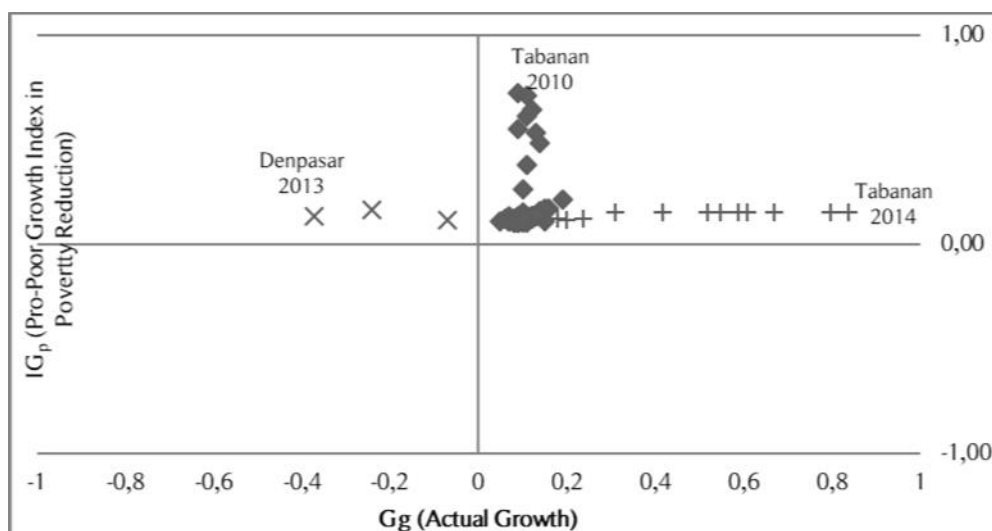 1,00
Tabanan
2010
Denpasar
2013
Tabanan
2014
0,00
-1,00
IGp (Pro-Poor Growth Index in
Povertty Reduction)
-1 -0,8 -0,6 -0,4 -0,2 0 0,2 0,4 0,6 0,8 1
Gg (Actual Growth)